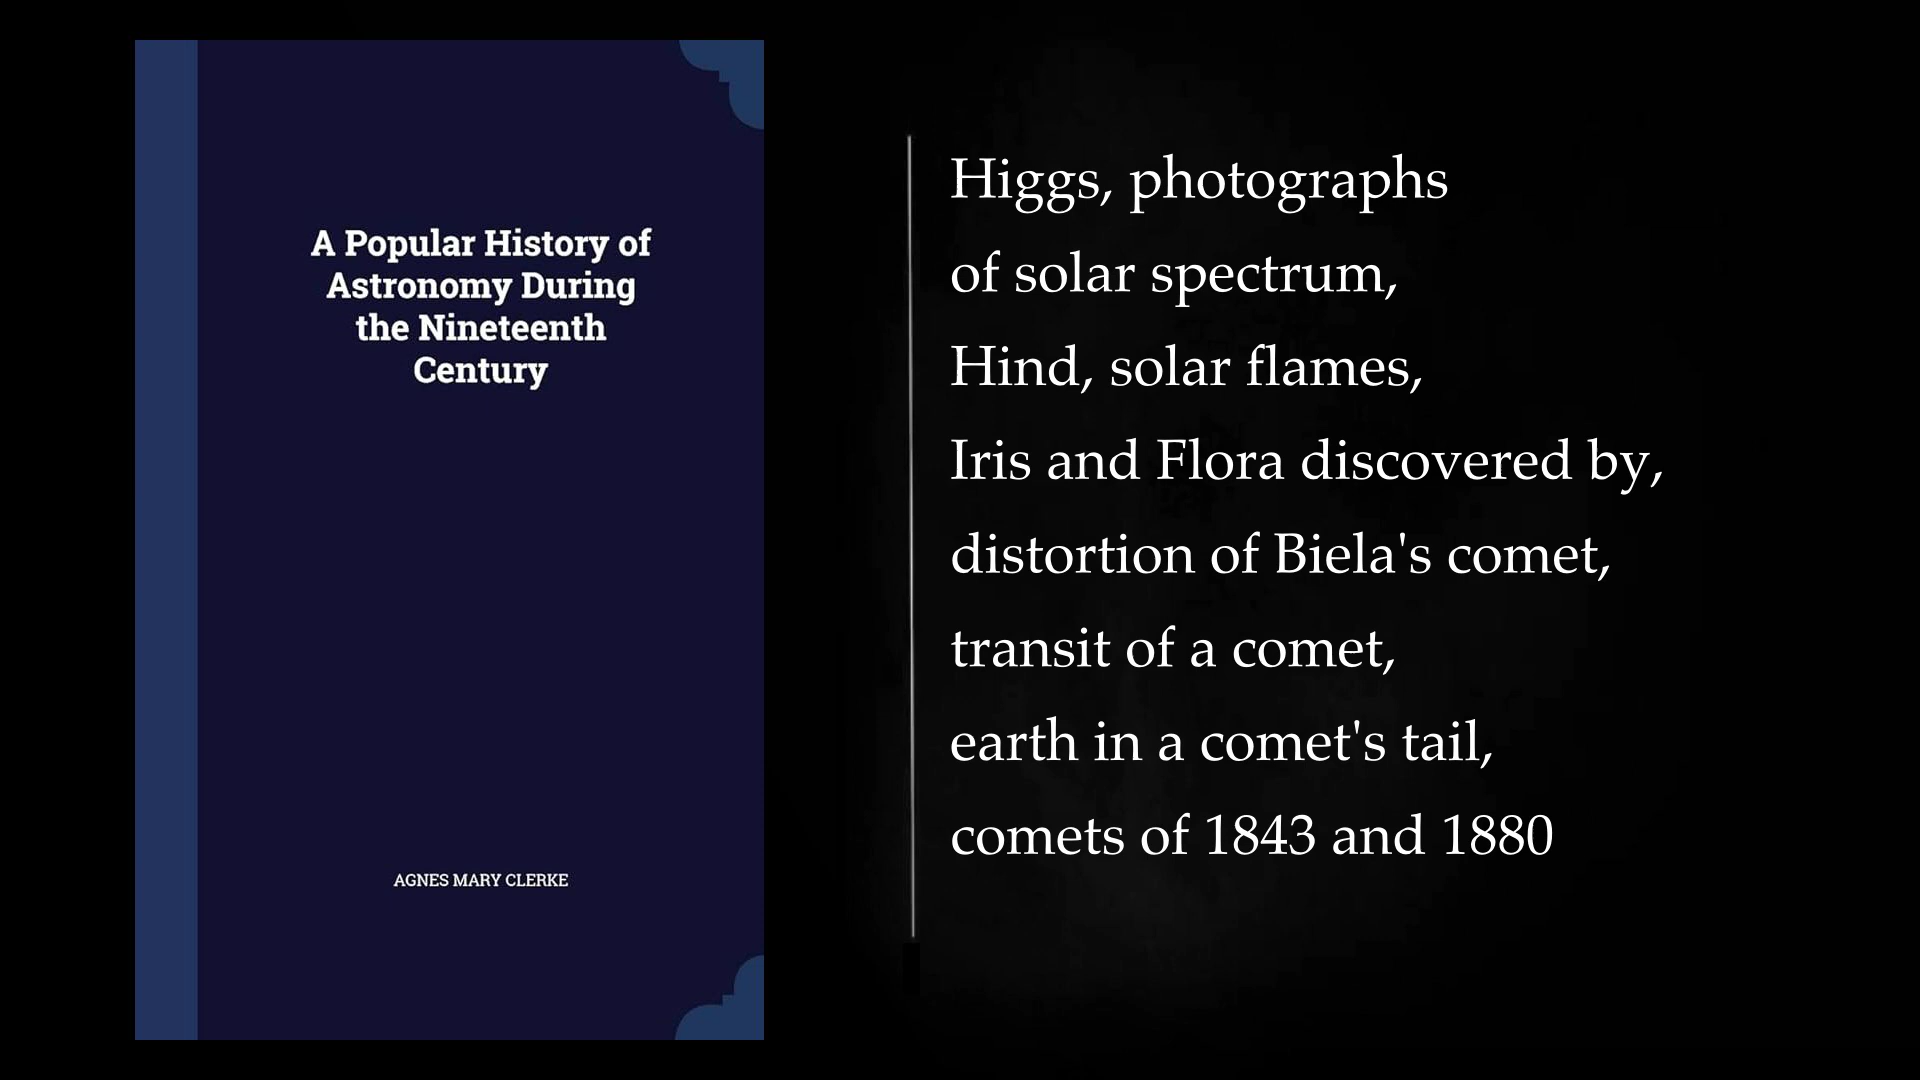 A Popular History of
Astronomy During
the Nineteenth
Century
AGNES MARY CLERKE
Higgs, photographs
of solar spectrum,
Hind, solar flames,
Iris and Flora discovered by,
distortion of Biela's comet,
transit of a comet,
earth in a comet's tail,
comets of 1843 and 1880